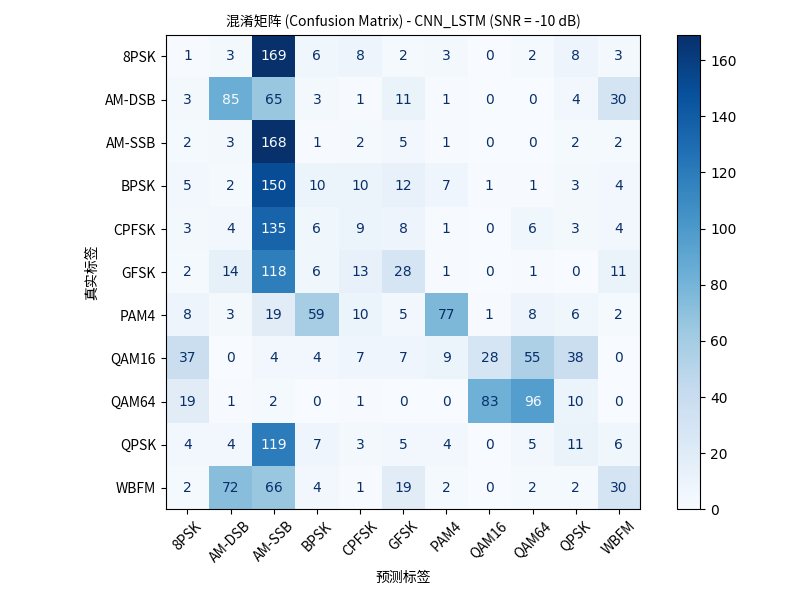 混淆矩阵 (Confusion Matrix) - CNN_LSTM (SNR = -10 dB)
真实标签
8PSK 1 3 169 6 8 2 3 0 2 8 3
AM-DSB 3 85 65 3 1 11 1 0 0 4 30
AM-SSB 2 3 168 1 2 5 1 0 0 2 2
BPSK 5 2 150 10 10 12 7 1 1 3 4
CPFSK 3 4 135 6 9 8 1 0 6 3 4
GFSK 2 14 118 6 13 28 1 0 1 0 11
PAM4 8 3 19 59 10 5 77 1 8 6 2
QAM16 37 0 4 4 7 7 9 28 55 38 0
QAM64 19 1 2 0 1 0 0 83 96 10 0
QPSK 4 4 119 7 3 5 4 0 5 11 6
WBFM 2 72 66 4 1 19 2 0 2 2 30
8PSK AM-DSB AM-SSB BPSK CPFSK GFSK PAM4 QAM16 QAM64 QPSK WBFM
预测标签
160
140
120
100
80
60
40
20
0